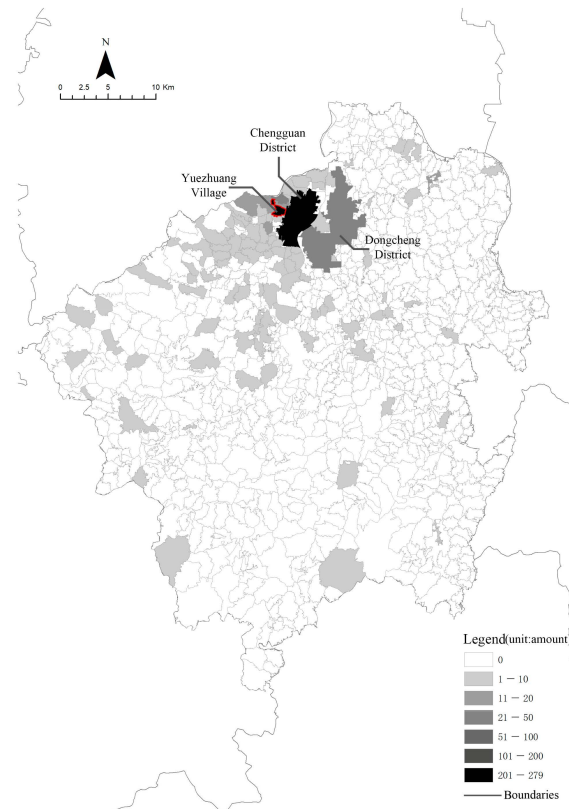 N
0 2.5 5 10 Km
Chengguan
District
Yuezhuang
Village
Dongcheng
District
Legend(unit:amount
0
1 — 10
11 — 20
21 — 50
51 — 100
101 — 200
201 — 279
Boundaries